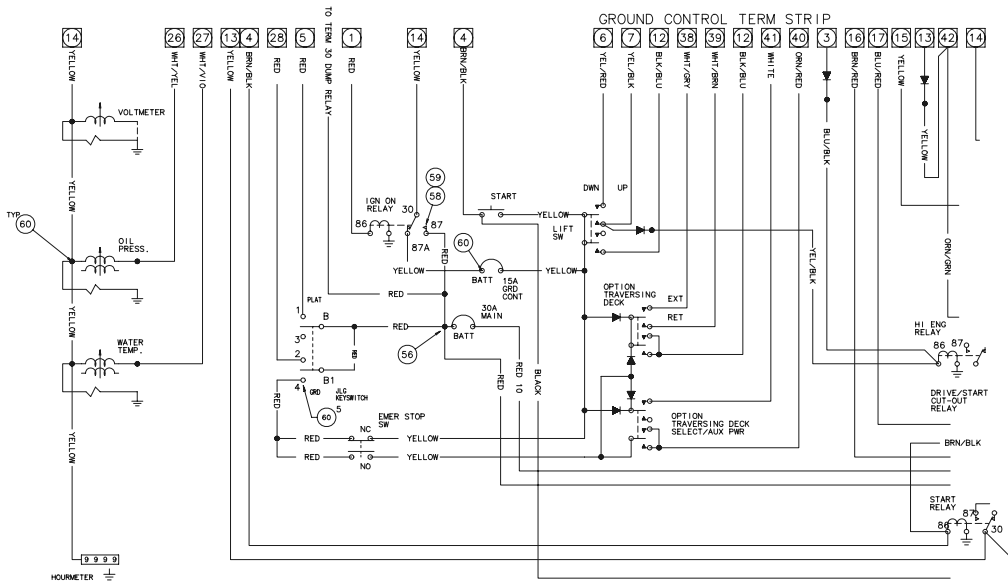 GROUND CONTROL TERM STRIP
14
26
27
13
4
28
5
1
14
4
6
7
12
38
39
12
41
40
3
16
17
15
13
42
14
YELLOW
WHT/YEL
WHT/VIO
YELLOW
BRN/BLK
RED
RED
TO TERM 30 DUMP RELAY
RED
YELLOW
BRN/BLK
YEL/RED
YEL/BLK
BLK/BLU
WHT/GRY
WHT/BRN
BLK/BLU
WHITE
ORN/RED
BLU/BLK
BRN/RED
BLU/RED
YELLOW
YELLOW
VOLTMETER
YELLOW
TYP
60
OIL
PRESS.
YELLOW
WATER
TEMP.
YELLOW
9 9 9 9
HOURMETER
59
58
IGN ON
RELAY
30
86
87
87A
RED
START
YELLOW
DWN
UP
LIFT
SW
60
YELLOW
BATT
15A
GRD
CONT
YELLOW
RED
30A
MAIN
PLAT
1
B
RED
BATT
3
2
RED
56
B1
4
GRD
JLG
KEYSWITCH
5
60
RED
RED
RED 10
BLACK
EMER STOP
SW
RED
NC
YELLOW
RED
NO
YELLOW
OPTION
TRAVERSING
DECK
EXT
RET
OPTION
TRAVERSING DECK
SELECT/AUX PWR
YEL/BLK
ORN/GRN
HI ENG
RELAY
86
87
DRIVE/START
CUT-OUT
RELAY
BRN/BLK
START
RELAY
86
87
30